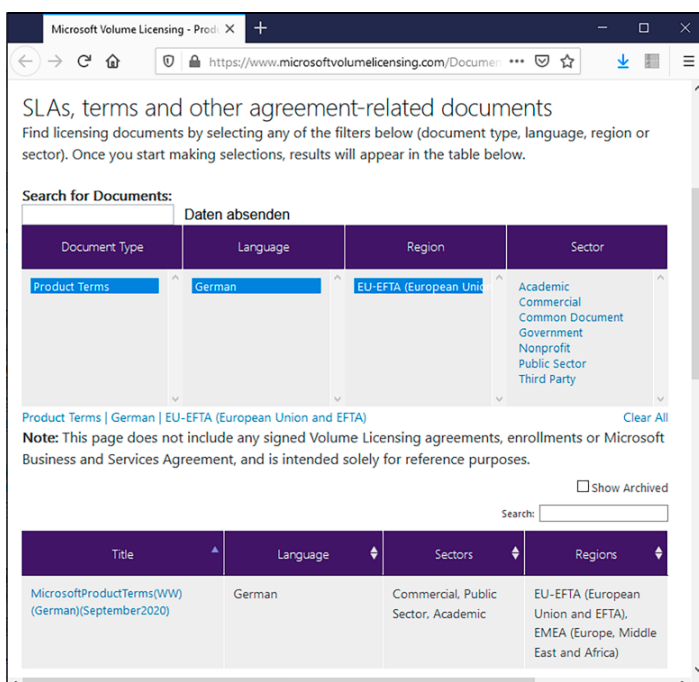 Microsoft Volume Licensing - Produ
https://www.microsoftvolumelicensing.com/Documen
SLAs, terms and other agreement-related documents
Find licensing documents by selecting any of the filters below (document type, language, region or
sector). Once you start making selections, results will appear in the table below.
Search for Documents:
Daten absenden
Document Type Language Region Sector
Product Terms German EU-EFTA (European Unio Academic
Commercial
Common Document
Government
Nonprofit
Public Sector
Third Party
Product Terms | German | EU-EFTA (European Union and EFTA) Clear All
Note: This page does not include any signed Volume Licensing agreements, enrollments or Microsoft
Business and Services Agreement, and is intended solely for reference purposes.
Show Archived
Search:
Title Language Sectors Regions
MicrosoftProductTerms(WW) German Commercial, Public EU-EFTA (European
(German)(September2020) Sector, Academic Union and EFTA),
EMEA (Europe, Middle
East and Africa)